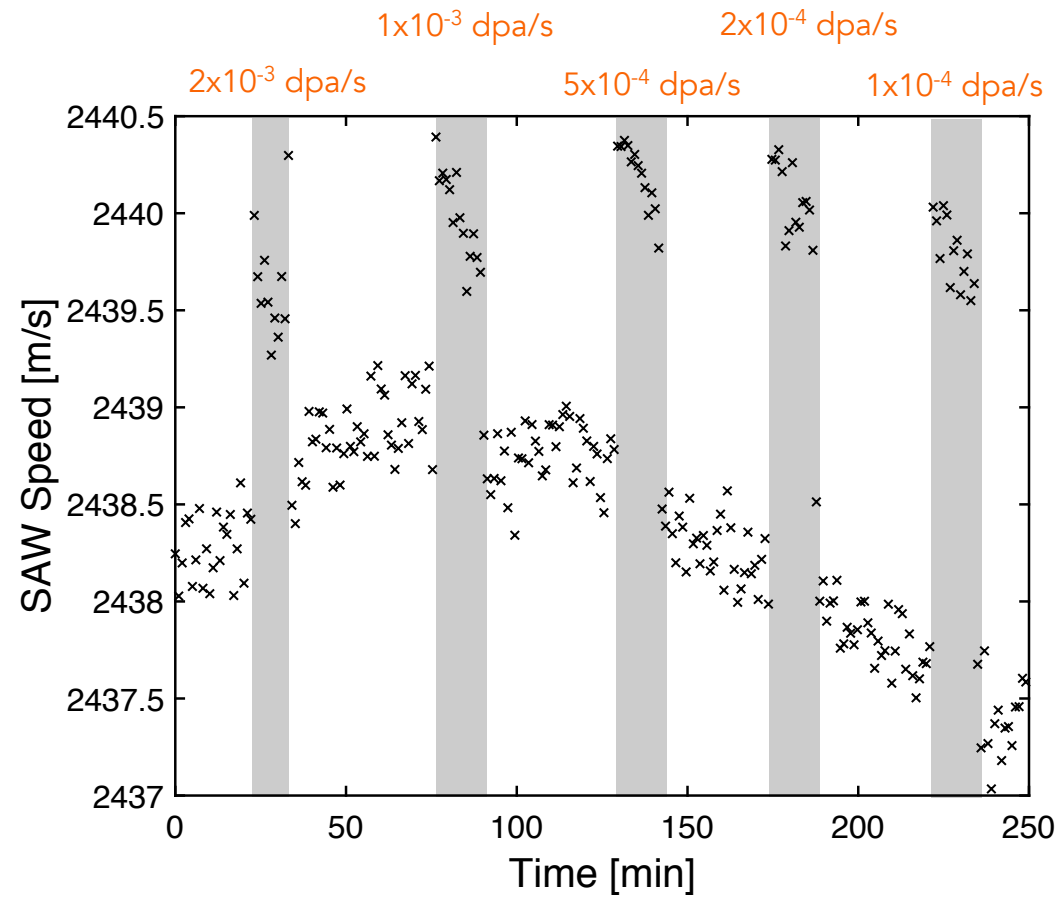 1x10⁻³ dpa/s
2x10⁻⁴ dpa/s
2x10⁻³ dpa/s
5x10⁻⁴ dpa/s
1x10⁻⁴ dpa/s
2440.5
2440
2439.5
2439
2438.5
2438
2437.5
2437
SAW Speed [m/s]
0 50 100 150 200 250
Time [min]